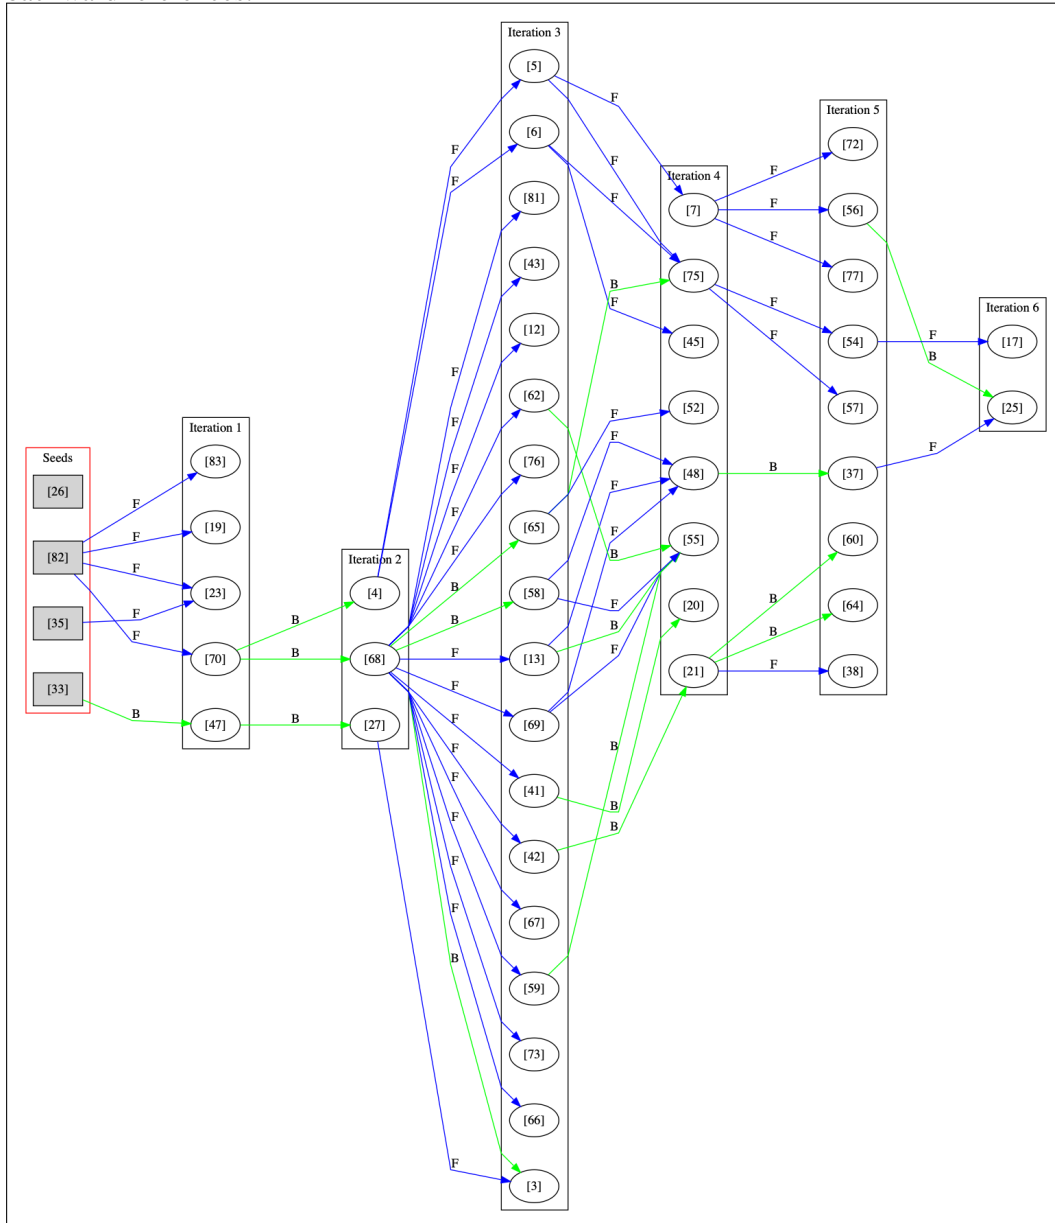 Seeds
[26]
[82]
[35]
[33]
F
F
F
F
F
B
Iteration 1
[83]
[19]
[23]
[70]
[47]
B
B
B
Iteration 2
[4]
[68]
[27]
F
F
F
F
F
F
F
B
B
F
F
F
F
F
F
F
F
B
F
Iteration 3
[5]
[6]
[81]
[43]
[12]
[62]
[76]
[65]
[58]
[13]
[69]
[41]
[42]
[67]
[59]
[73]
[66]
[3]
F
F
F
B
F
F
F
F
F
B
F
B
B
B
B
Iteration 4
[7]
[75]
[45]
[52]
[48]
[55]
[20]
[21]
F
F
F
F
F
B
B
B
F
Iteration 5
[72]
[56]
[77]
[54]
[57]
[37]
[60]
[64]
[38]
F
B
F
Iteration 6
[17]
[25]